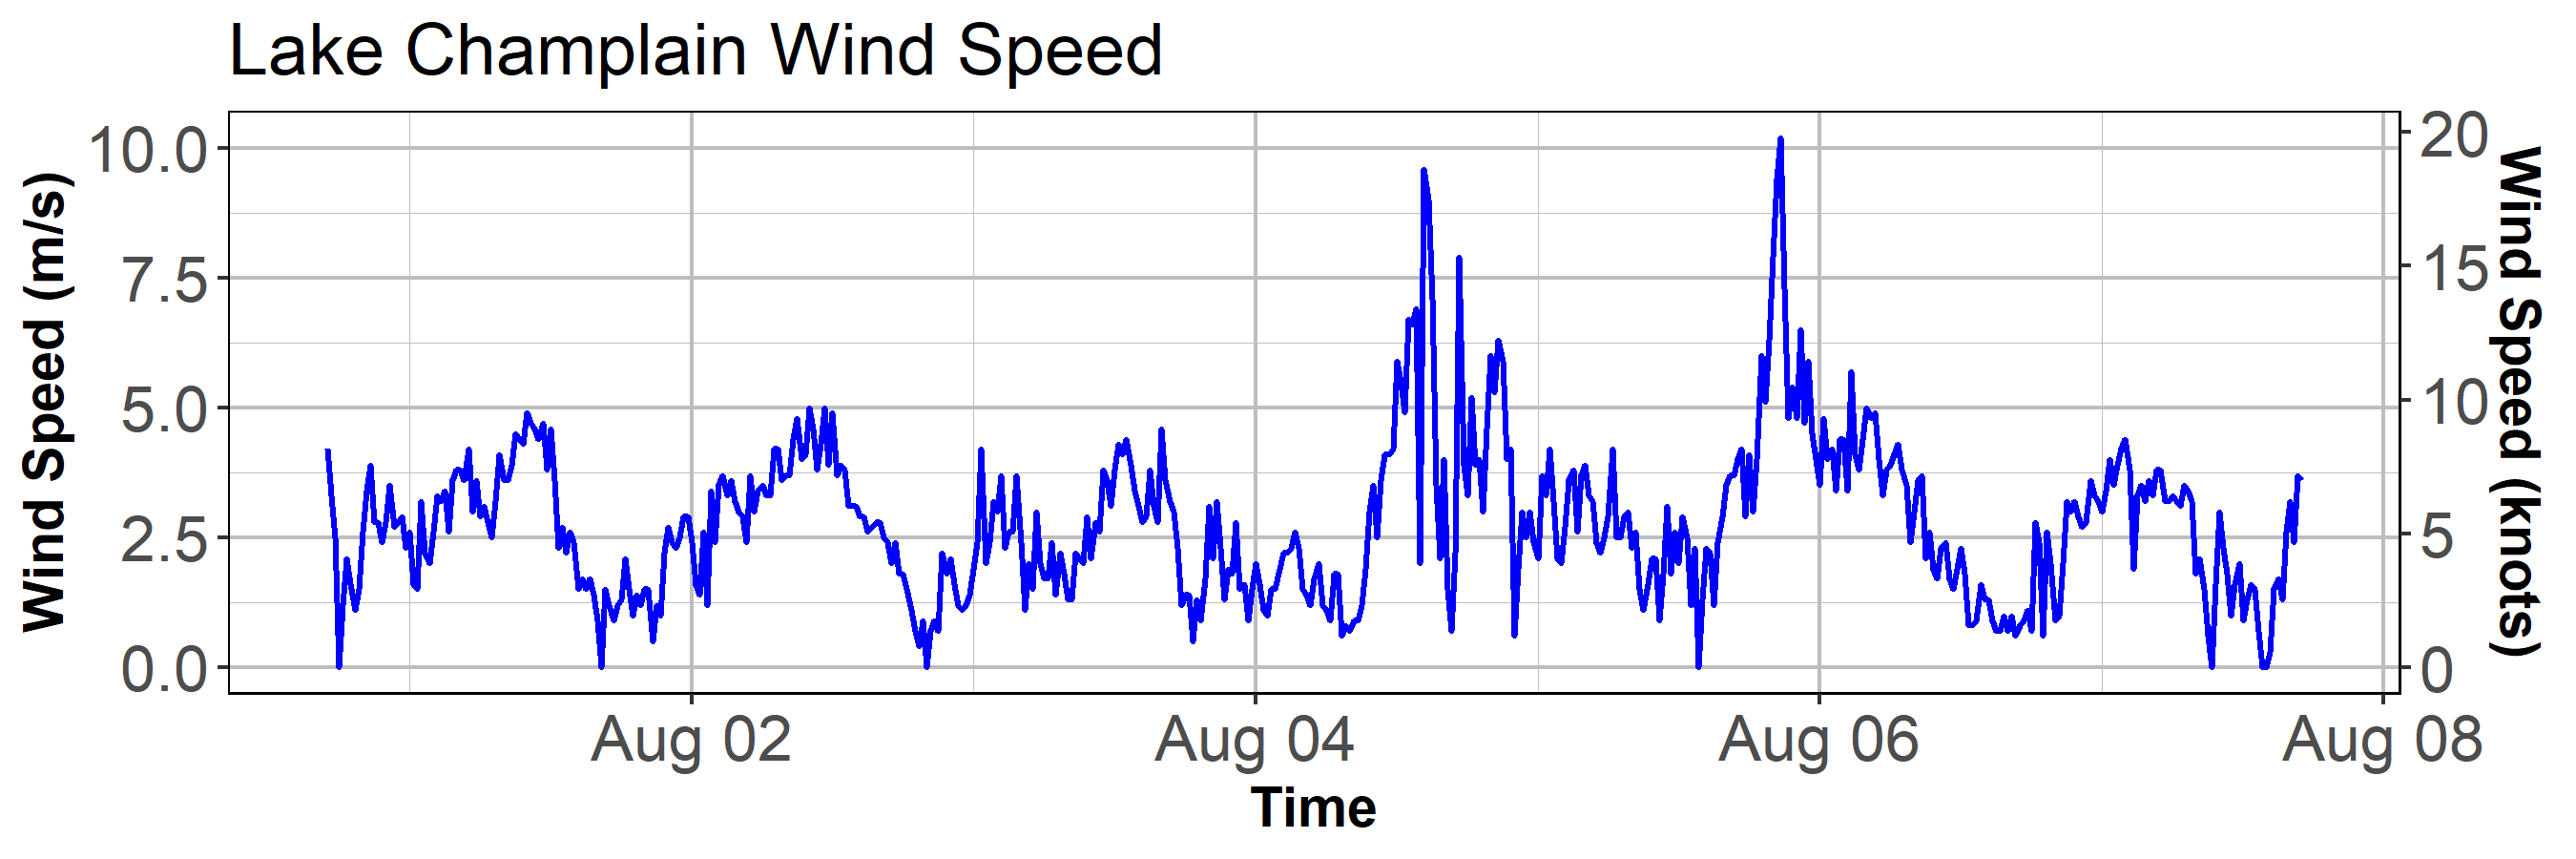 Lake Champlain Wind Speed
Wind Speed (m/s)
10.0
7.5
5.0
2.5
0.0
20
15
10
5
0
Wind Speed (knots)
Aug 02
Aug 04
Aug 06
Aug 08
Time